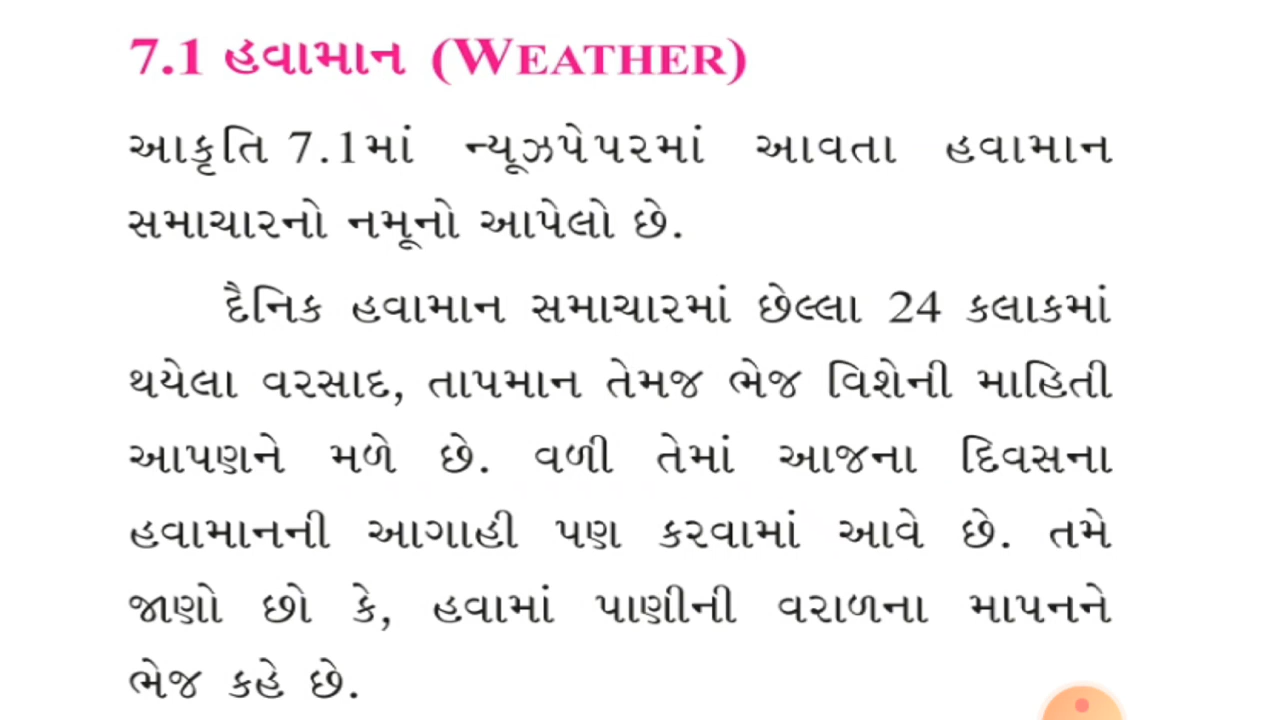 7.1 હવામાન (WEATHER)
આકૃતિ 7.1માં ન્યૂઝપેપરમાં આવતા હવામાન
સમાચારનો નમૂનો આપેલો છે.
દૈનિક હવામાન સમાચારમાં છેલ્લા 24 કલાકમાં
થયેલા વરસાદ, તાપમાન તેમજ ભેજ વિશેની માહિતી
આપણને મળે છે. વળી તેમાં આજના દિવસના
હવામાનની આગાહી પણ કરવામાં આવે છે. તમે
જાણો છો કે, હવામાં પાણીની વરાળના માપનને
ભેજ કહે છે.